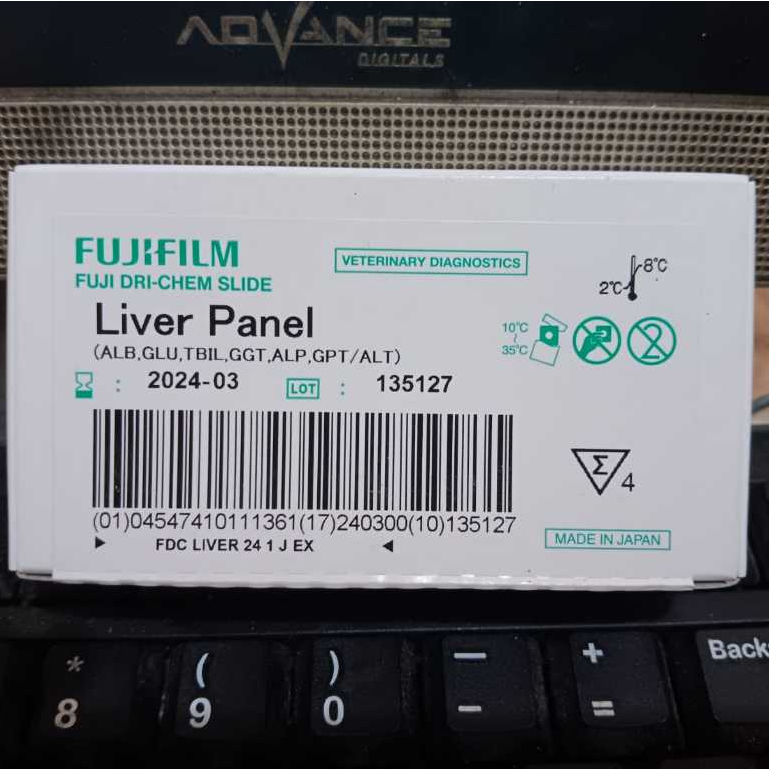 ADVANCE
DIGITALS
FUJIFILM
FUJI DRI-CHEM SLIDE
VETERINARY DIAGNOSTICS
2℃ 8℃
Liver Panel
(ALB,GLU,TBIL,GGT,ALP,GPT/ALT)
10℃
~
35℃
2
: 2024-03 LOT : 135127
Σ 4
(01)04547410111361(17)240300(10)135127
FDC LIVER 24 1 J EX
MADE IN JAPAN
* ( ) — +
8 9 0 - =
Back